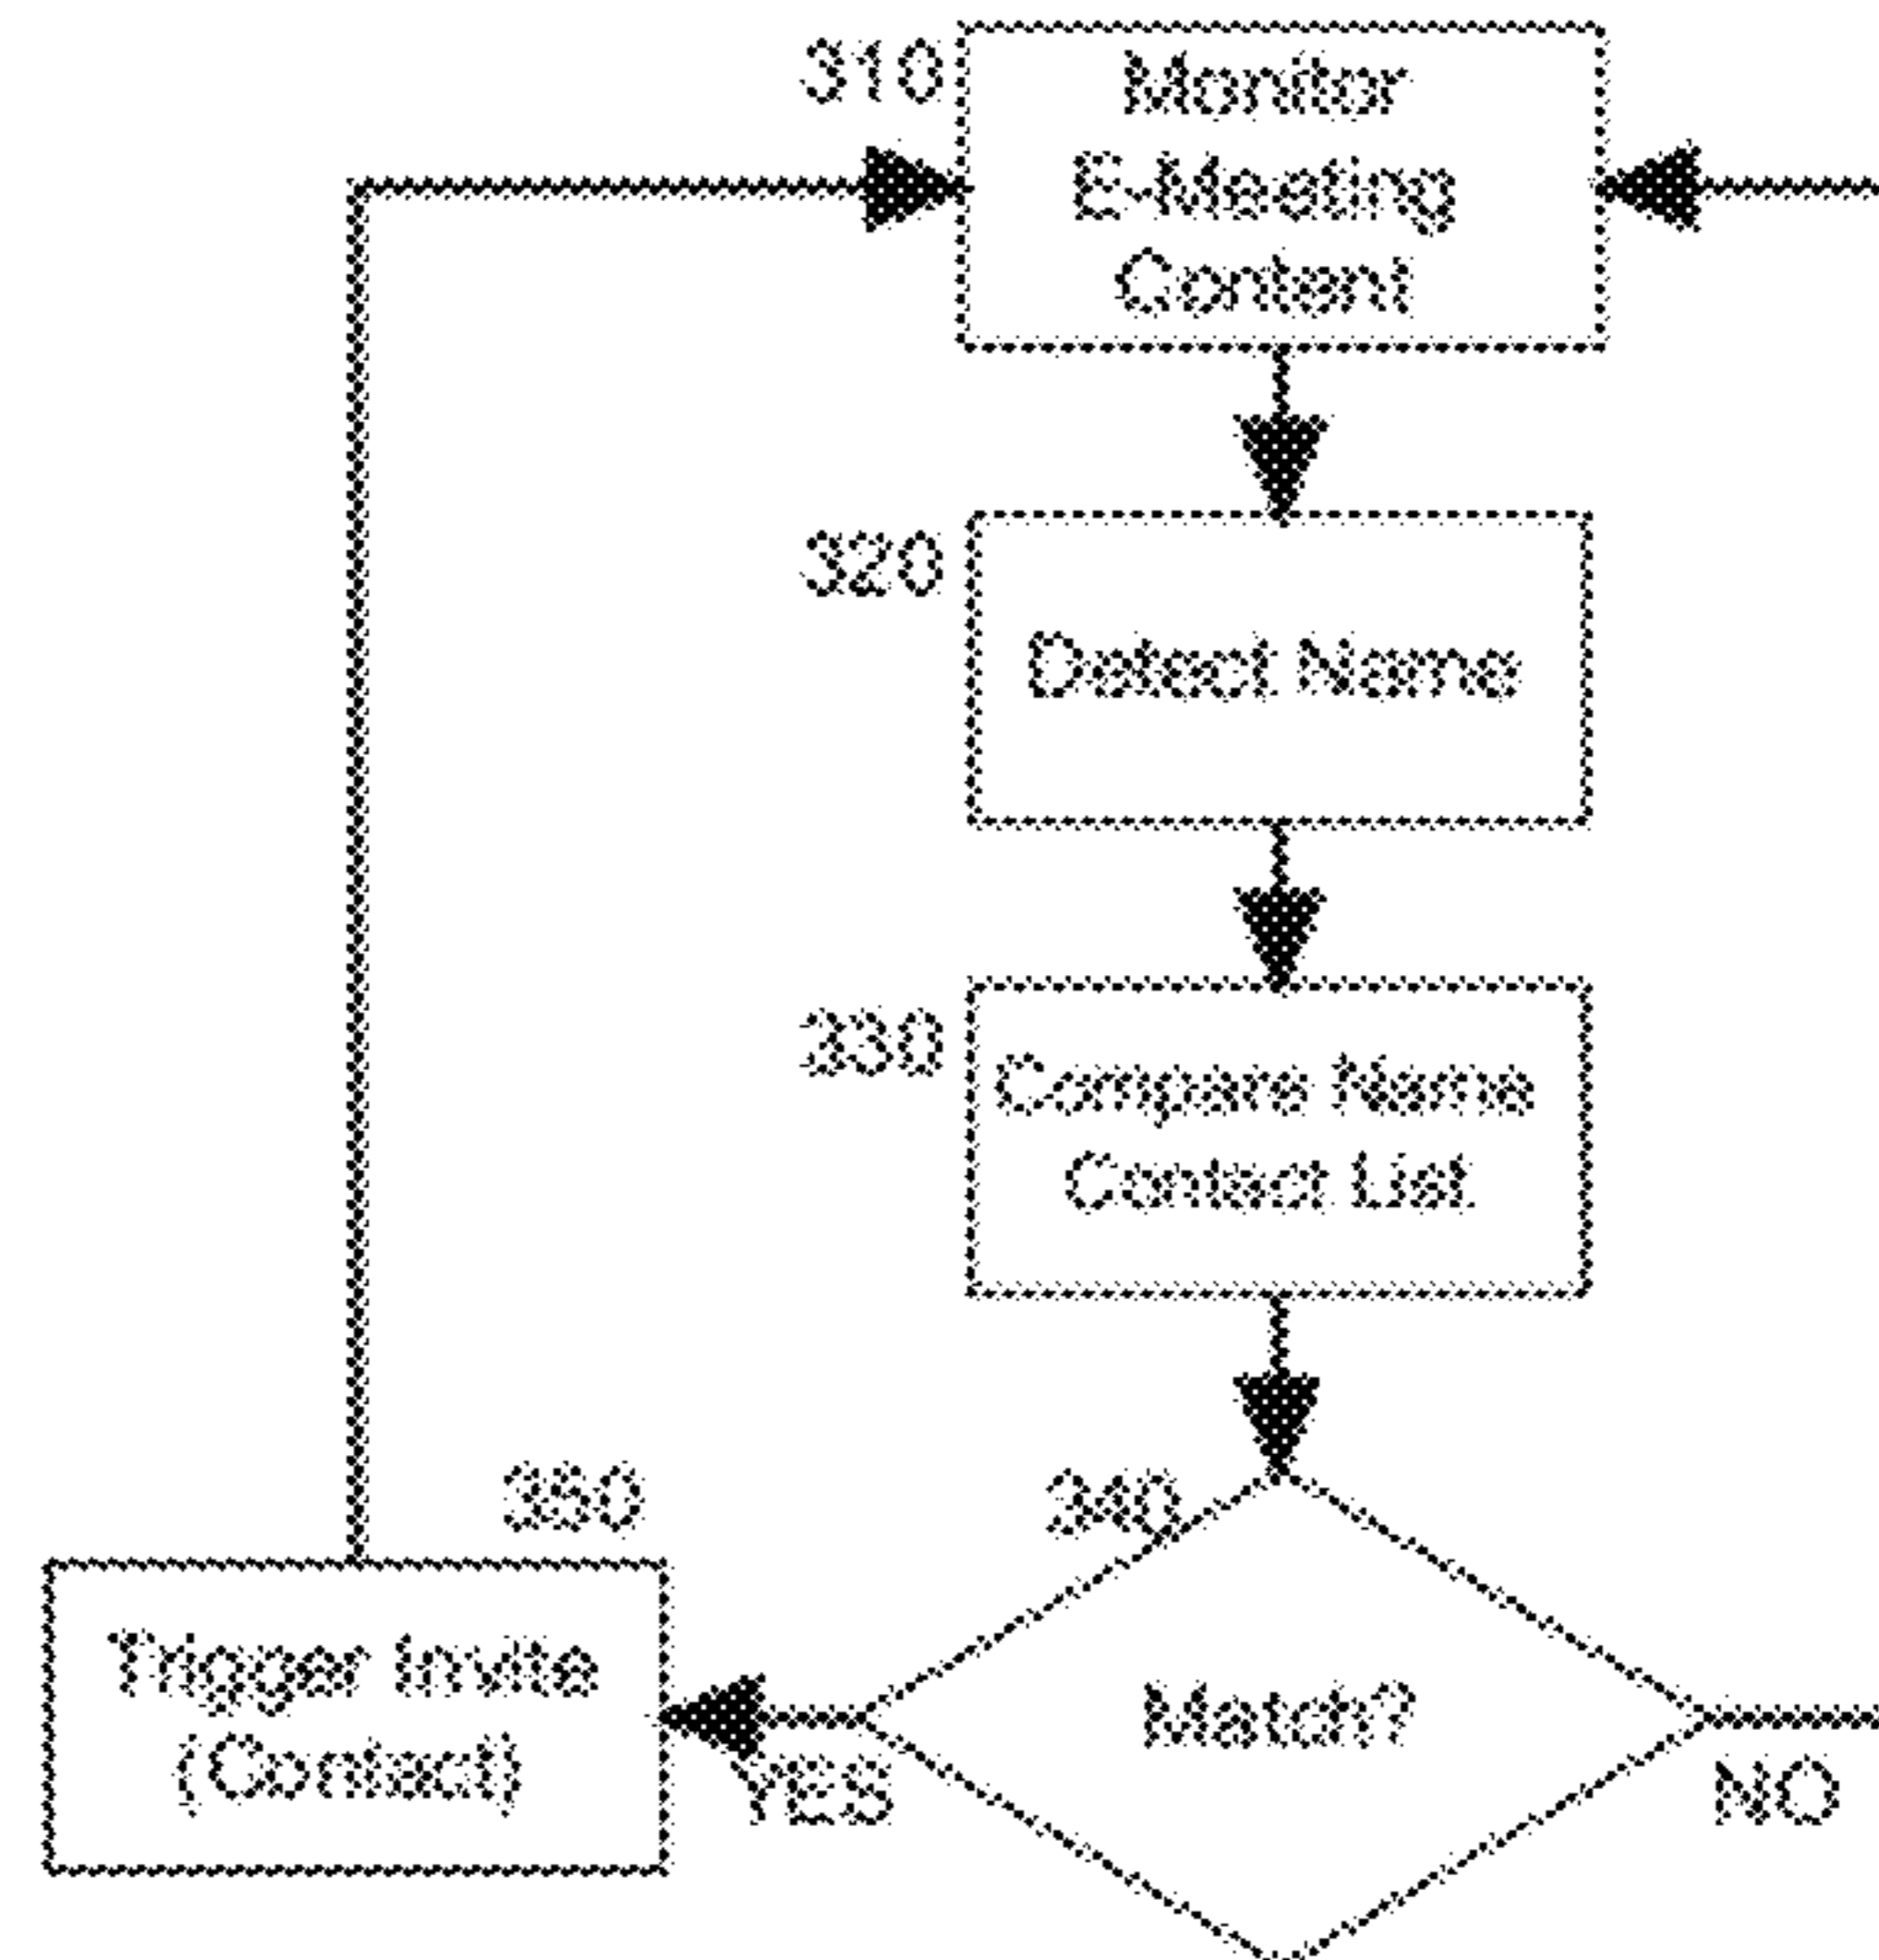 310
Monitor
E-Meeting
Content
320
Detect Name
330
Compare Name
Contact List
350
340
Trigger Invite
(Contact)
Match?
YES
NO